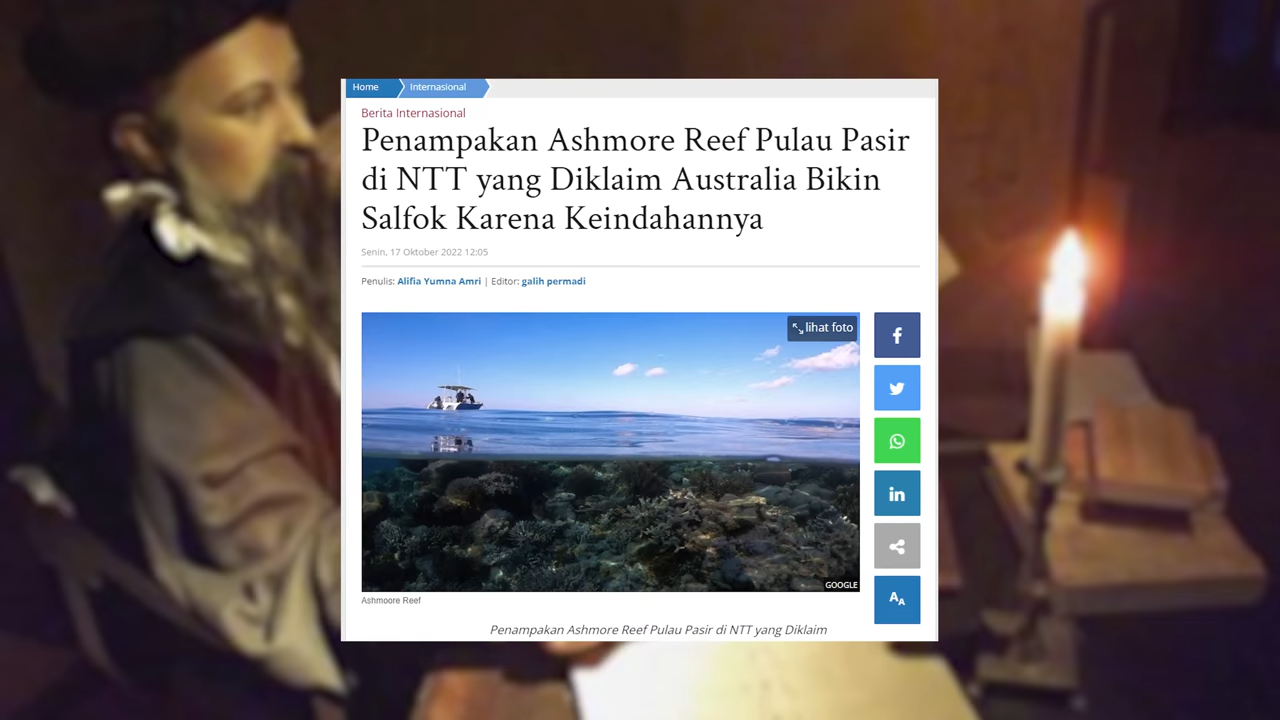 Home Internasional
Berita Internasional
Penampakan Ashmore Reef Pulau Pasir
di NTT yang Diklaim Australia Bikin
Salfok Karena Keindahannya
Senin, 17 Oktober 2022 12:05
Penulis: Alifia Yumna Amri | Editor: galih permadi
lihat foto
GOOGLE
Ashmoore Reef
AA
Penampakan Ashmore Reef Pulau Pasir di NTT yang Diklaim